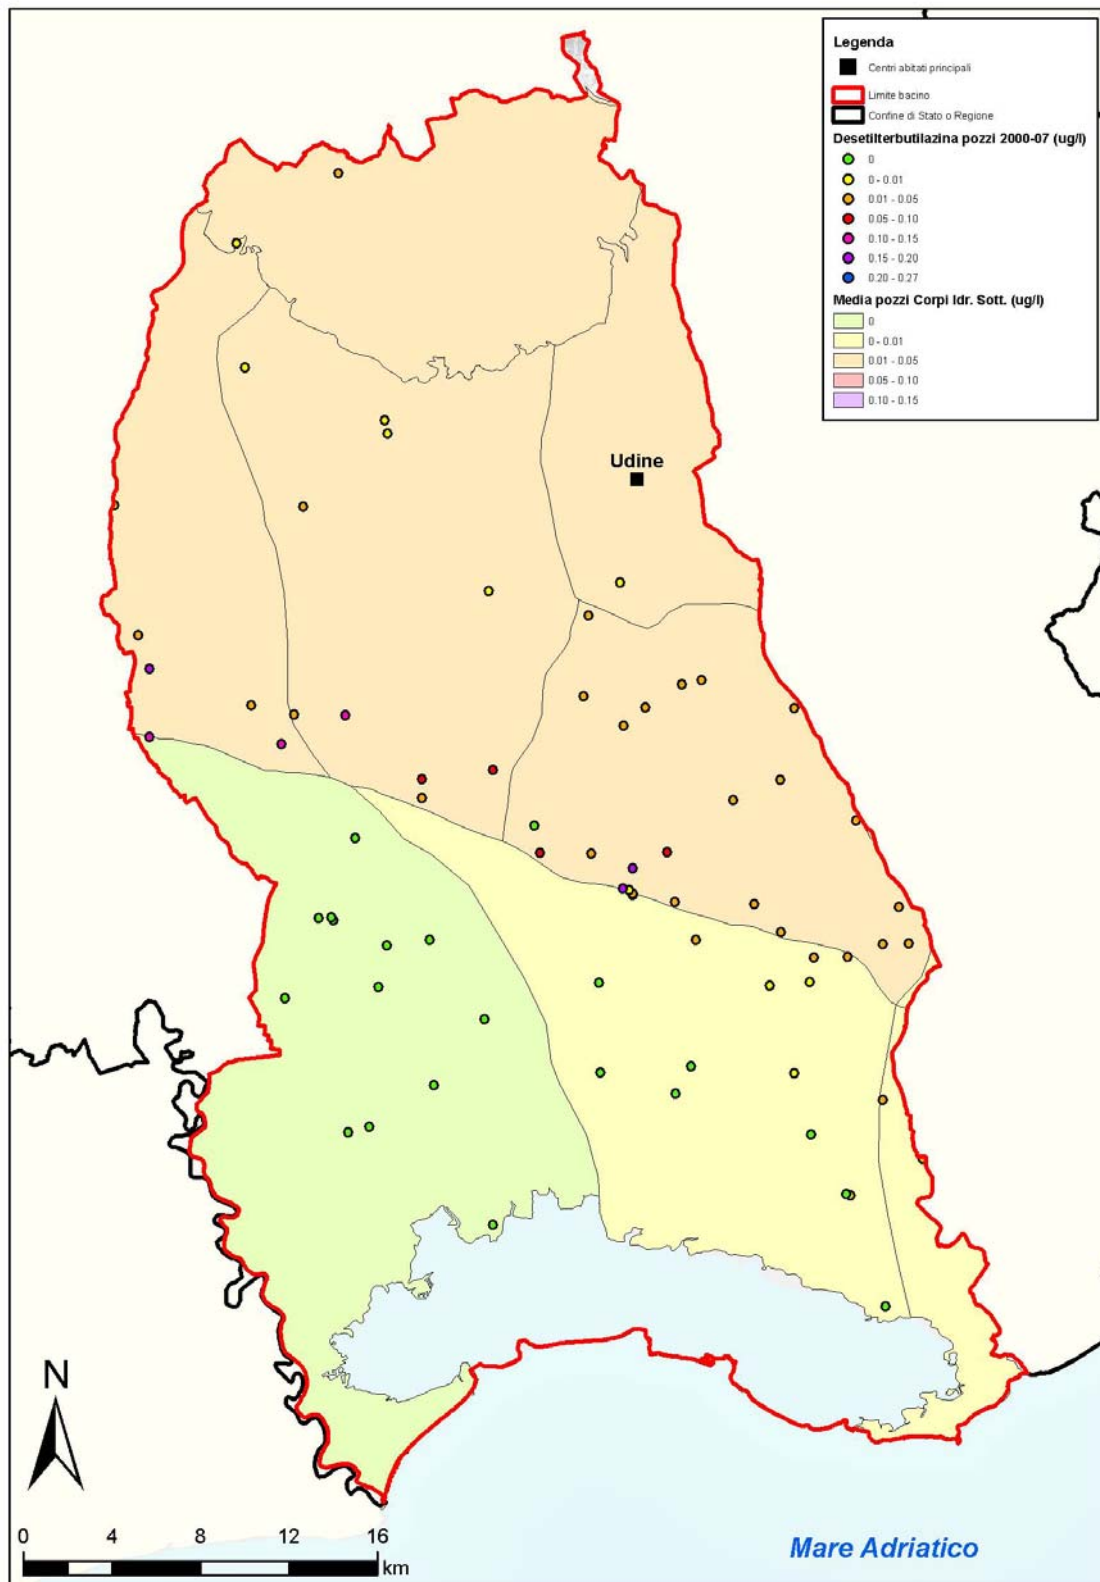 Legenda
Centri abitati principali
Limite bacino
Confine di Stato o Regione
Desetilterbutilazina pozzi 2000-07 (ug/l)
0
0 - 0.01
0.01 - 0.05
0.05 - 0.10
0.10 - 0.15
0.15 - 0.20
0.20 - 0.27
Media pozzi Corpi Idr. Sott. (ug/l)
0
0 - 0.01
0.01 - 0.05
0.05 - 0.10
0.10 - 0.15
Udine
N
0 4 8 12 16
km
Mare Adriatico